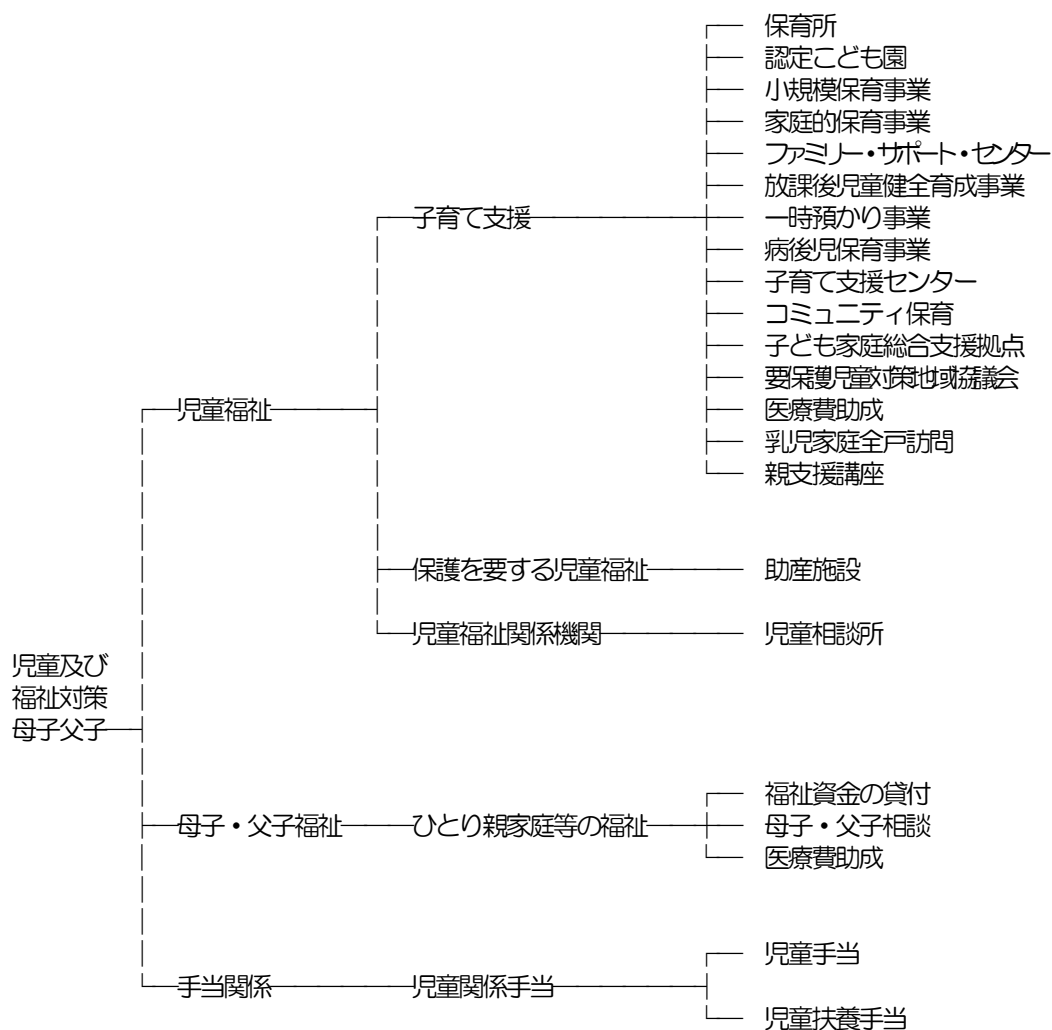 保育所
認定こども園
小規模保育事業
家庭的保育事業
ファミリー・サポート・センター
放課後児童健全育成事業
子育て支援 一時預かり事業
病後児保育事業
子育て支援センター
コミュニティ保育
子ども家庭総合支援拠点
要保護児童対策地域協議会
児童福祉 医療費助成
乳児家庭全戸訪問
親支援講座
保護を要する児童福祉 助産施設
児童福祉関係機関 児童相談所
児童及び
福祉対策
母子父子
福祉資金の貸付
母子・父子福祉 ひとり親家庭等の福祉 母子・父子相談
医療費助成
児童手当
手当関係 児童関係手当
児童扶養手当